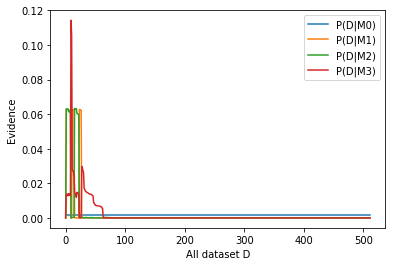 0.12
0.10
0.08
0.06
0.04
0.02
0.00
Evidence
P(D|M0)
P(D|M1)
P(D|M2)
P(D|M3)
0 100 200 300 400 500
All dataset D